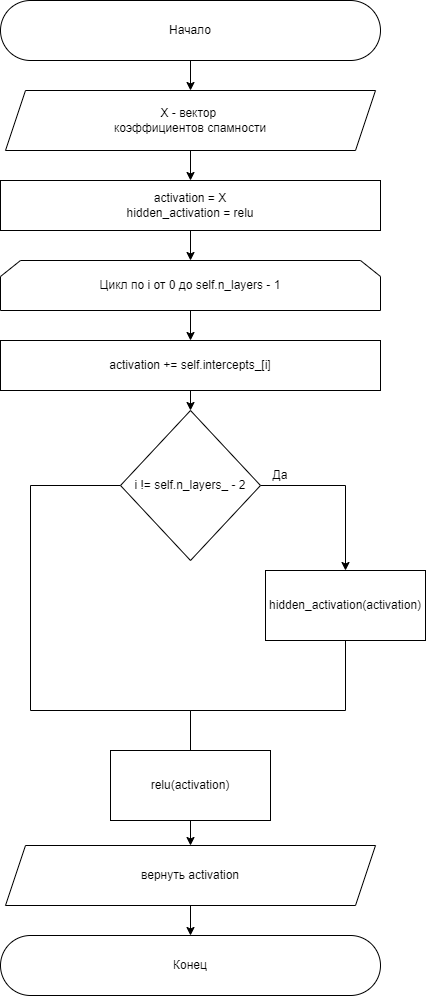 Начало
X - вектор
коэффициентов спамности
activation = X
hidden_activation = relu
Цикл по i от 0 до self.n_layers - 1
activation += self.intercepts_[i]
i != self.n_layers_ - 2
Да
hidden_activation(activation)
relu(activation)
вернуть activation
Конец